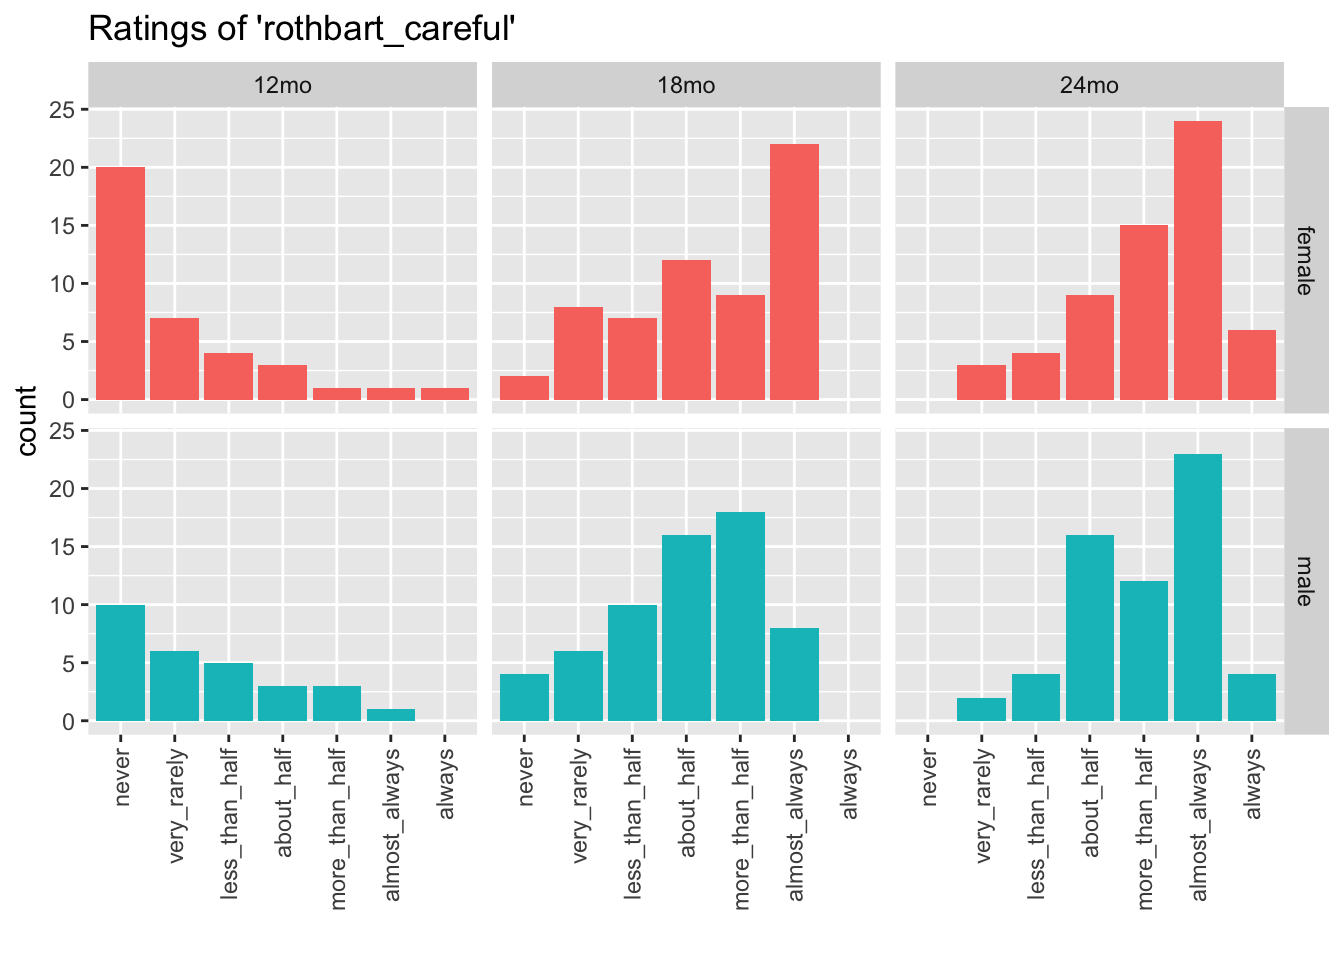 Ratings of 'rothbart_careful'
12mo 18mo 24mo
25
20
15
10
5
0
female
count
25
20
15
10
5
0
male
never very_rarely less_than_half about_half more_than_half almost_always always
never very_rarely less_than_half about_half more_than_half almost_always always
never very_rarely less_than_half about_half more_than_half almost_always always